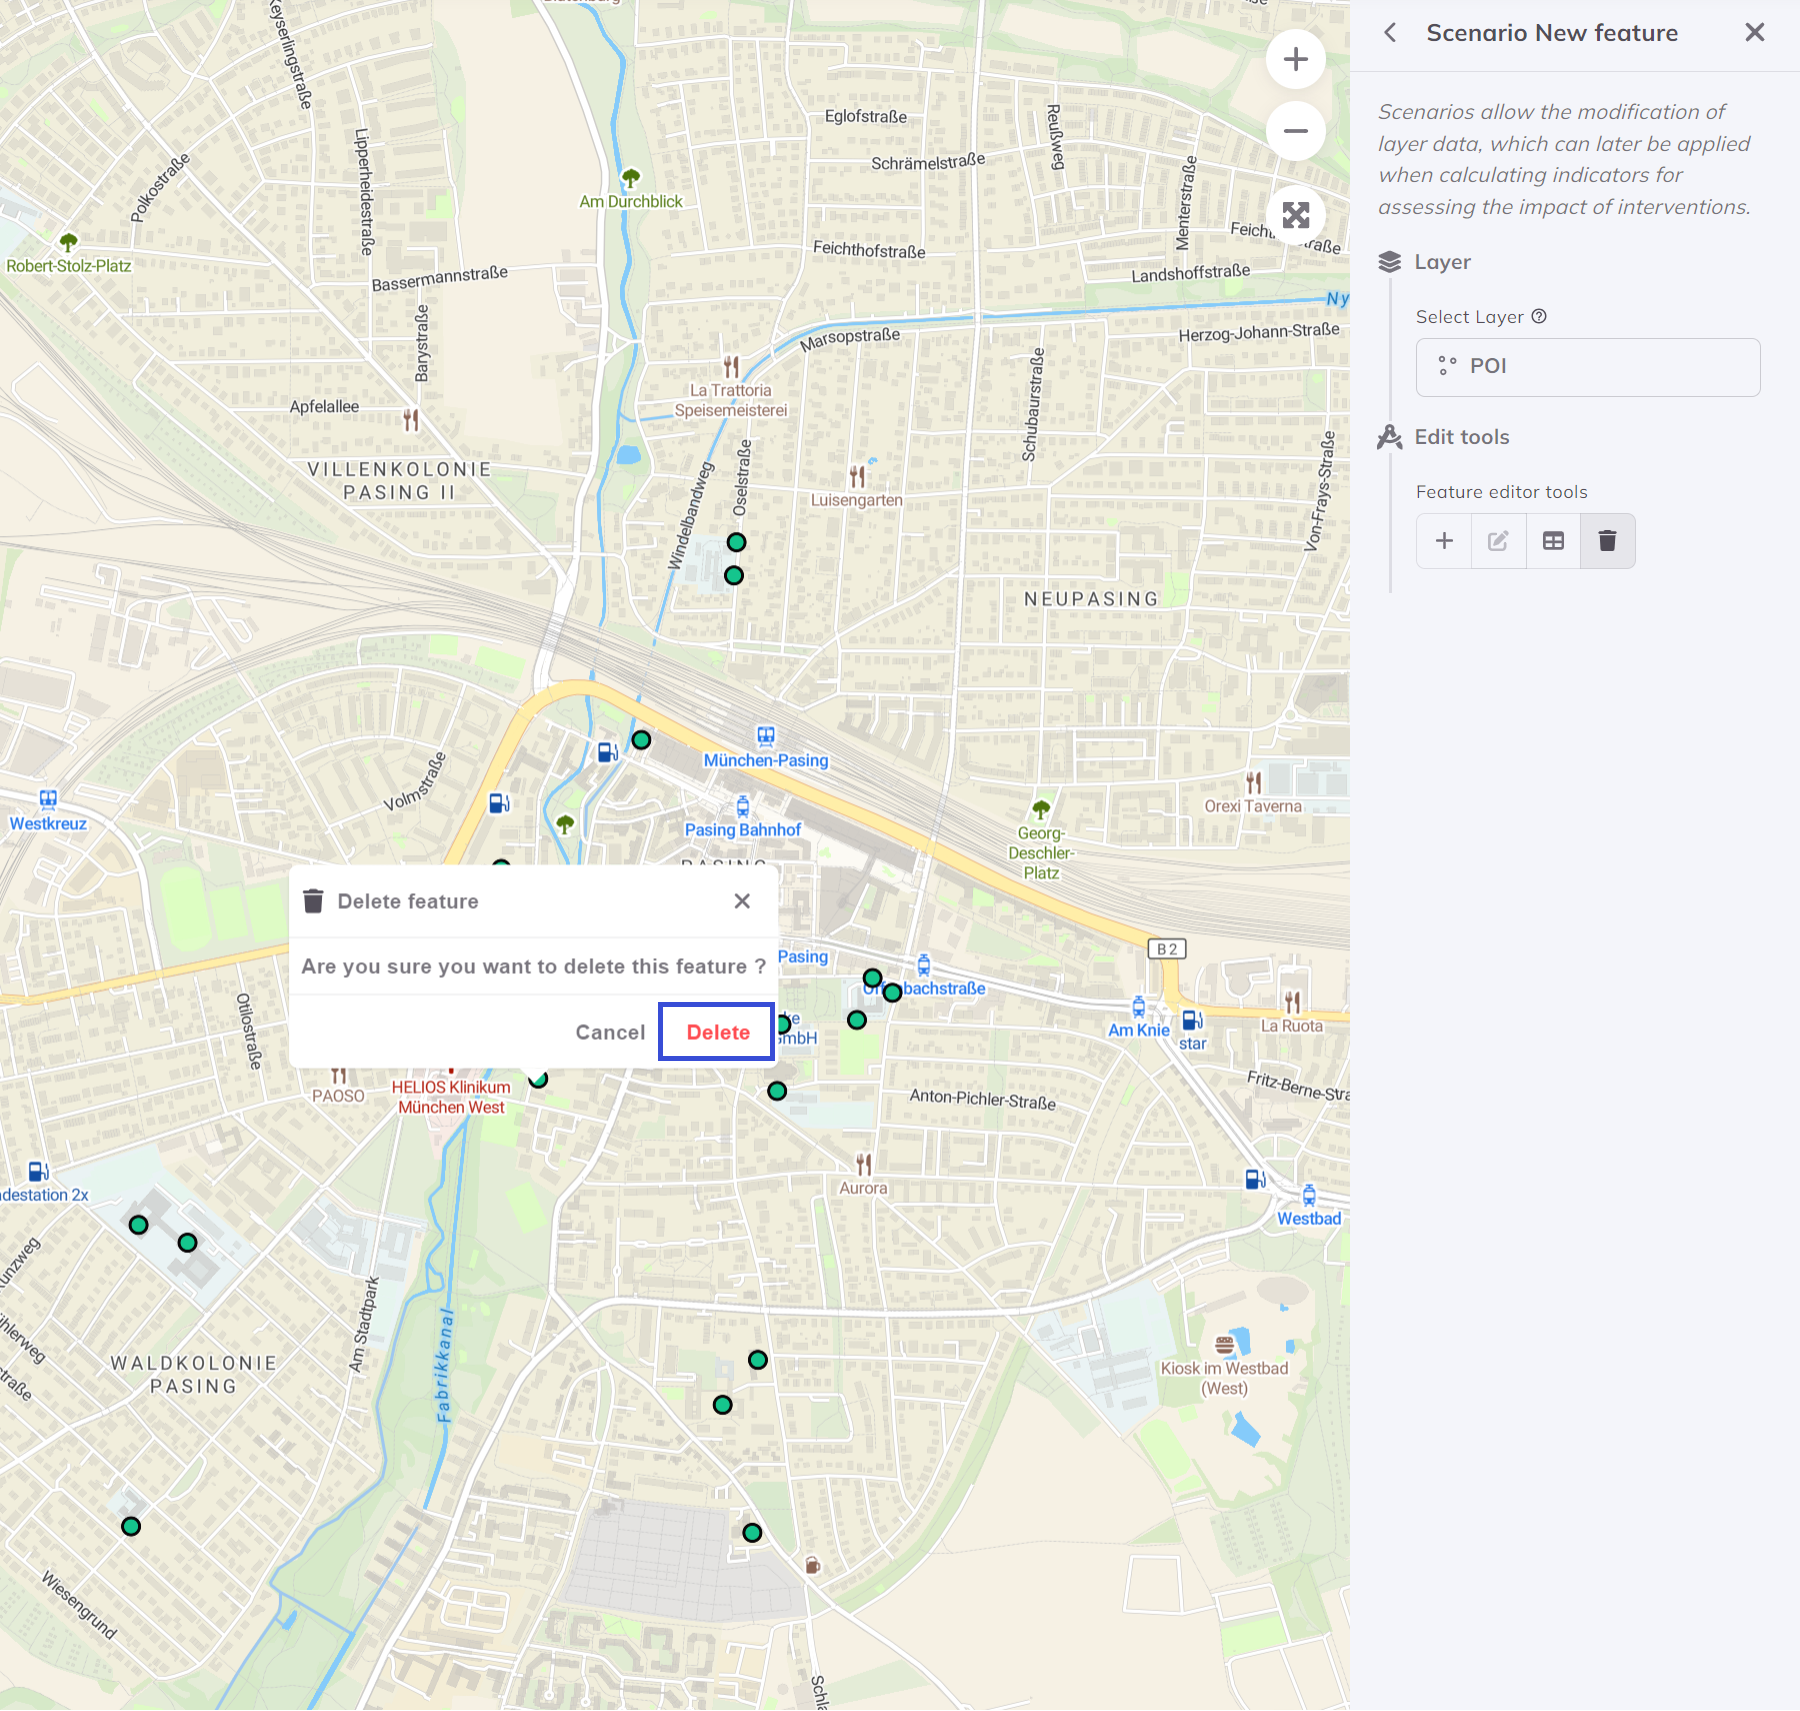 Keyserlingstraße
Lipperheidestraße
Polkostraße
Robert-Stolz-Platz
Bassermannstraße
Barystraße
Apfelallee
VILLENKOLONIE
PASING II
Am Durchblick
Eglofstraße
Schrämelstraße
Reußweg
Menterstraße
Feichthofstraße
Landshoffstraße
Marsopstraße
Herzog-Johann-Straße
Ny
La Trattoria
Speisemeisterei
Oselstraße
Windelbandweg
Luisengarten
Schubaurstraße
Von-Frays-Straße
NEUPASING
München-Pasing
Pasing Bahnhof
Volmstraße
Westkreuz
Orexi Taverna
Georg-
Deschler-
Platz
PASING
Delete feature
Are you sure you want to delete this feature ?
Cancel
Delete
Pasing
B 2
Am Knie
star
La Ruota
Fritz-Berne-Stra
Otilostraße
PAOSO
HELIOS Klinikum
München West
Anton-Pichler-Straße
Aurora
Westbad
Kiosk im Westbad
(West)
Am Stadtpark
Fabrikkanal
WALDKOLONIE
PASING
Wiesengrund
Schla
Scenario New feature
Scenarios allow the modification of
layer data, which can later be applied
when calculating indicators for
assessing the impact of interventions.
Layer
Select Layer
POI
Edit tools
Feature editor tools